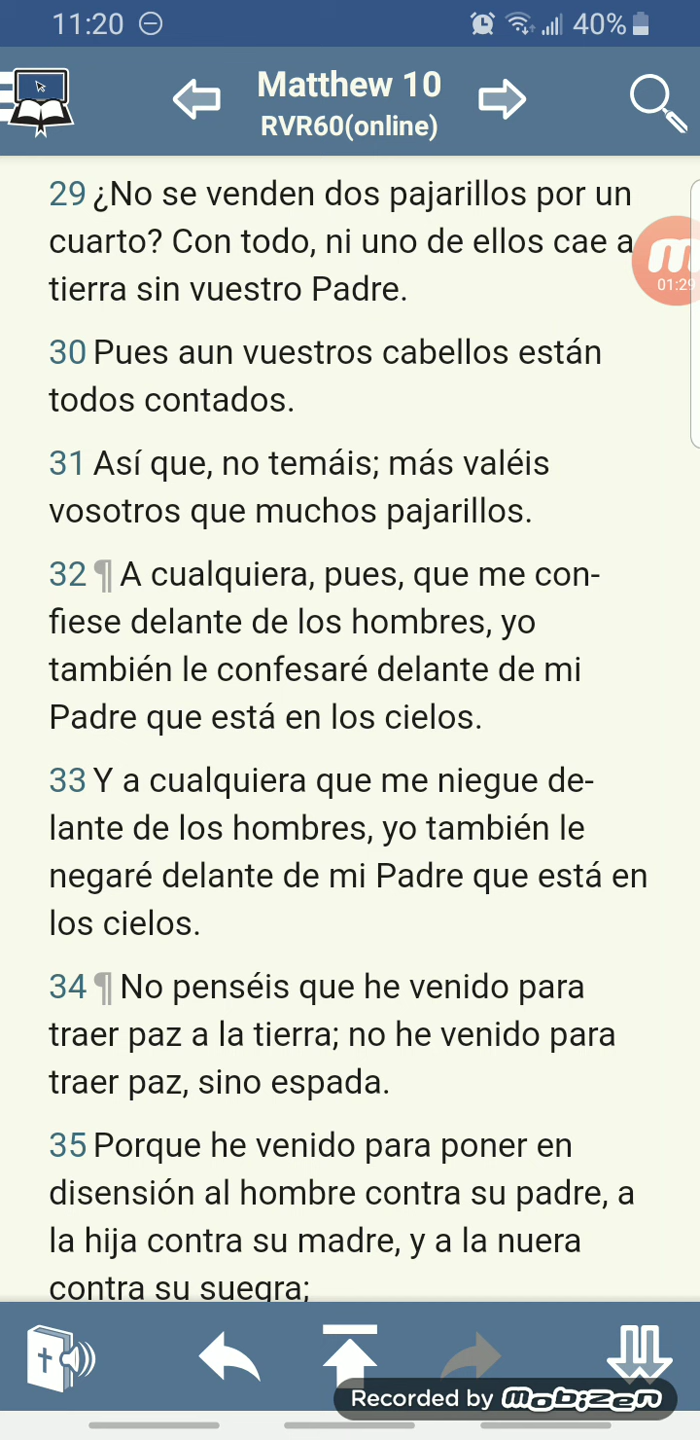 11:20 40%
Matthew 10
RVR60(online)
29 ¿No se venden dos pajarillos por un
cuarto? Con todo, ni uno de ellos cae a
tierra sin vuestro Padre.
01:29
30 Pues aun vuestros cabellos están
todos contados.
31 Así que, no temáis; más valéis
vosotros que muchos pajarillos.
32 ¶ A cualquiera, pues, que me con-
fiese delante de los hombres, yo
también le confesaré delante de mi
Padre que está en los cielos.
33 Y a cualquiera que me niegue de-
lante de los hombres, yo también le
negaré delante de mi Padre que está en
los cielos.
34 ¶ No penséis que he venido para
traer paz a la tierra; no he venido para
traer paz, sino espada.
35 Porque he venido para poner en
disensión al hombre contra su padre, a
la hija contra su madre, y a la nuera
contra su suegra;
Recorded by Mobizen